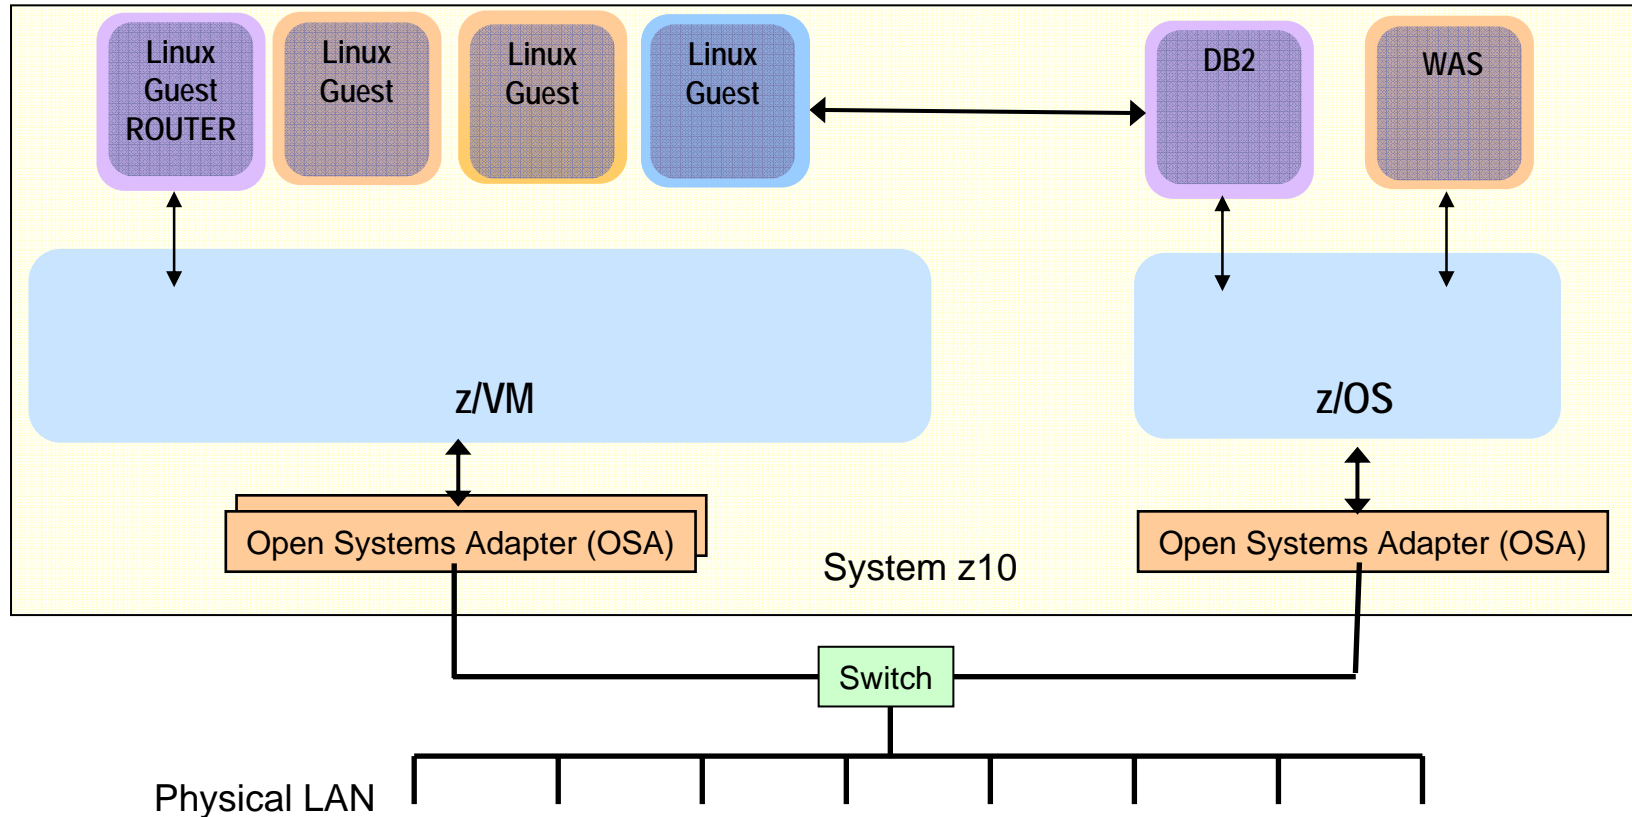 Linux
Guest
ROUTER
Linux
Guest
Linux
Guest
Linux
Guest
DB2
WAS
z/VM
z/OS
Open Systems Adapter (OSA)
Open Systems Adapter (OSA)
System z10
Switch
Physical LAN